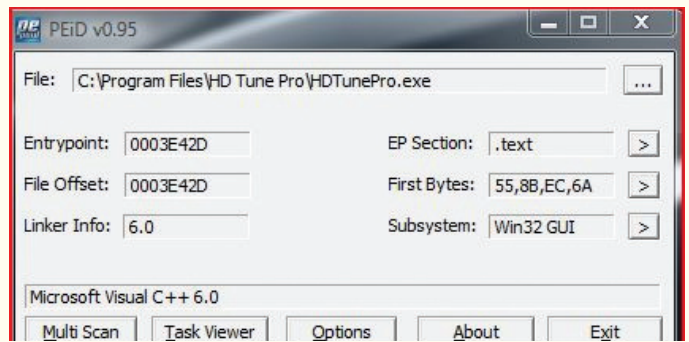 PEiD v0.95
File: C:\Program Files\HD Tune Pro\HDTunePro.exe ...
Entrypoint: 0003E42D EP Section: .text >
File Offset: 0003E42D First Bytes: 55,8B,EC,6A >
Linker Info: 6.0 Subsystem: Win32 GUI >
Microsoft Visual C++ 6.0
Multi Scan Task Viewer Options About Exit